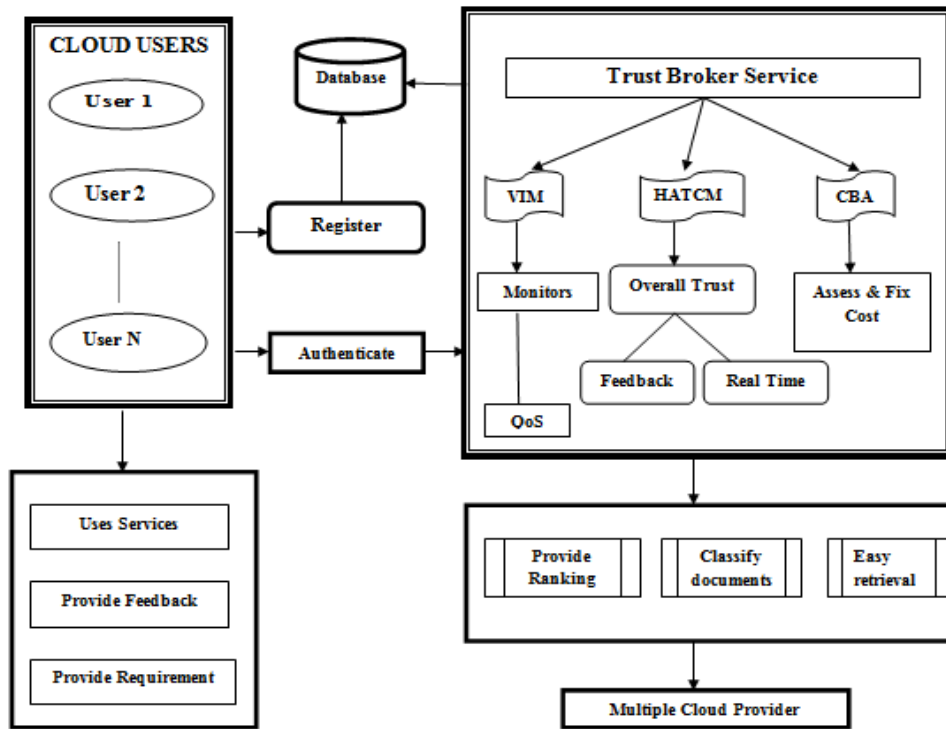 CLOUD USERS
User 1
User 2
User N
Database
Register
Authenticate
Trust Broker Service
VIM
HATCM
CBA
Monitors
Overall Trust
Assess & Fix
Cost
Feedback
Real Time
QoS
Uses Services
Provide Feedback
Provide Requirement
Provide
Ranking
Classify
documents
Easy
retrieval
Multiple Cloud Provider